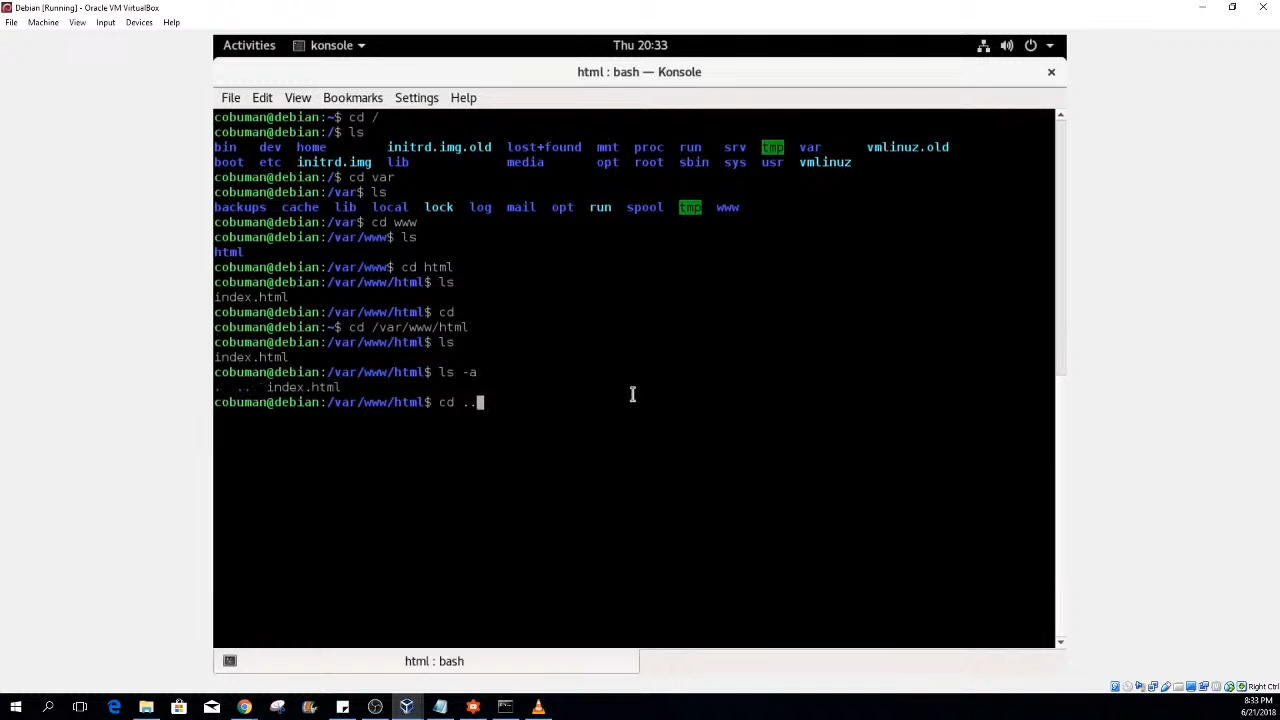 Debian [Running] - Oracle VM VirtualBox
File Machine View Input Devices Help
Activities konsole Thu 20:33
html : bash — Konsole
File Edit View Bookmarks Settings Help
cobuman@debian:~$ cd /
cobuman@debian:/$ ls
bin dev home initrd.img.old lost+found mnt proc run srv tmp var vmlinuz.old
boot etc initrd.img lib media opt root sbin sys usr vmlinuz
cobuman@debian:/$ cd var
cobuman@debian:/var$ ls
backups cache lib local lock log mail opt run spool tmp www
cobuman@debian:/var$ cd www
cobuman@debian:/var/www$ ls
html
cobuman@debian:/var/www$ cd html
cobuman@debian:/var/www/html$ ls
index.html
cobuman@debian:/var/www/html$ cd
cobuman@debian:~$ cd /var/www/html
cobuman@debian:/var/www/html$ ls
index.html
cobuman@debian:/var/www/html$ ls -a
. .. index.html
cobuman@debian:/var/www/html$ cd ..
html : bash
Right Ctrl
8:33 PM
6/21/2018